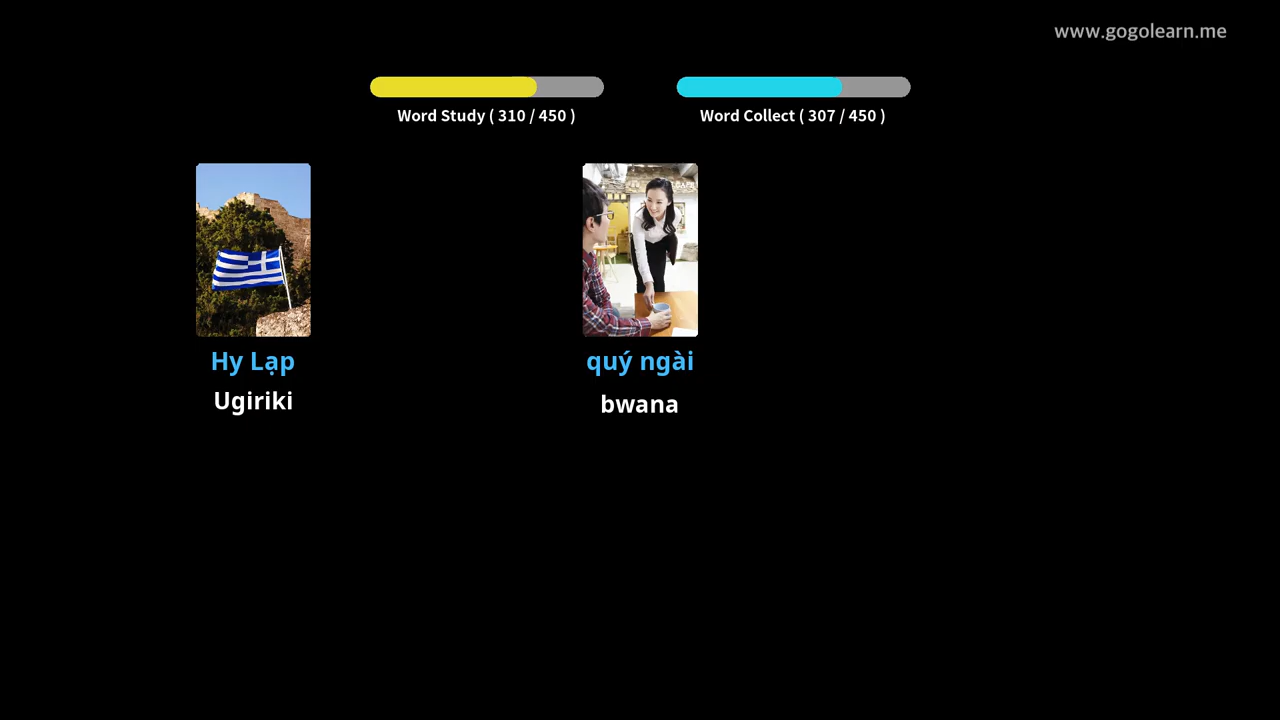 www.gogolearn.me
Word Study ( 310 / 450 )
Word Collect ( 307 / 450 )
Hy Lạp
Ugiriki
quý ngài
bwana